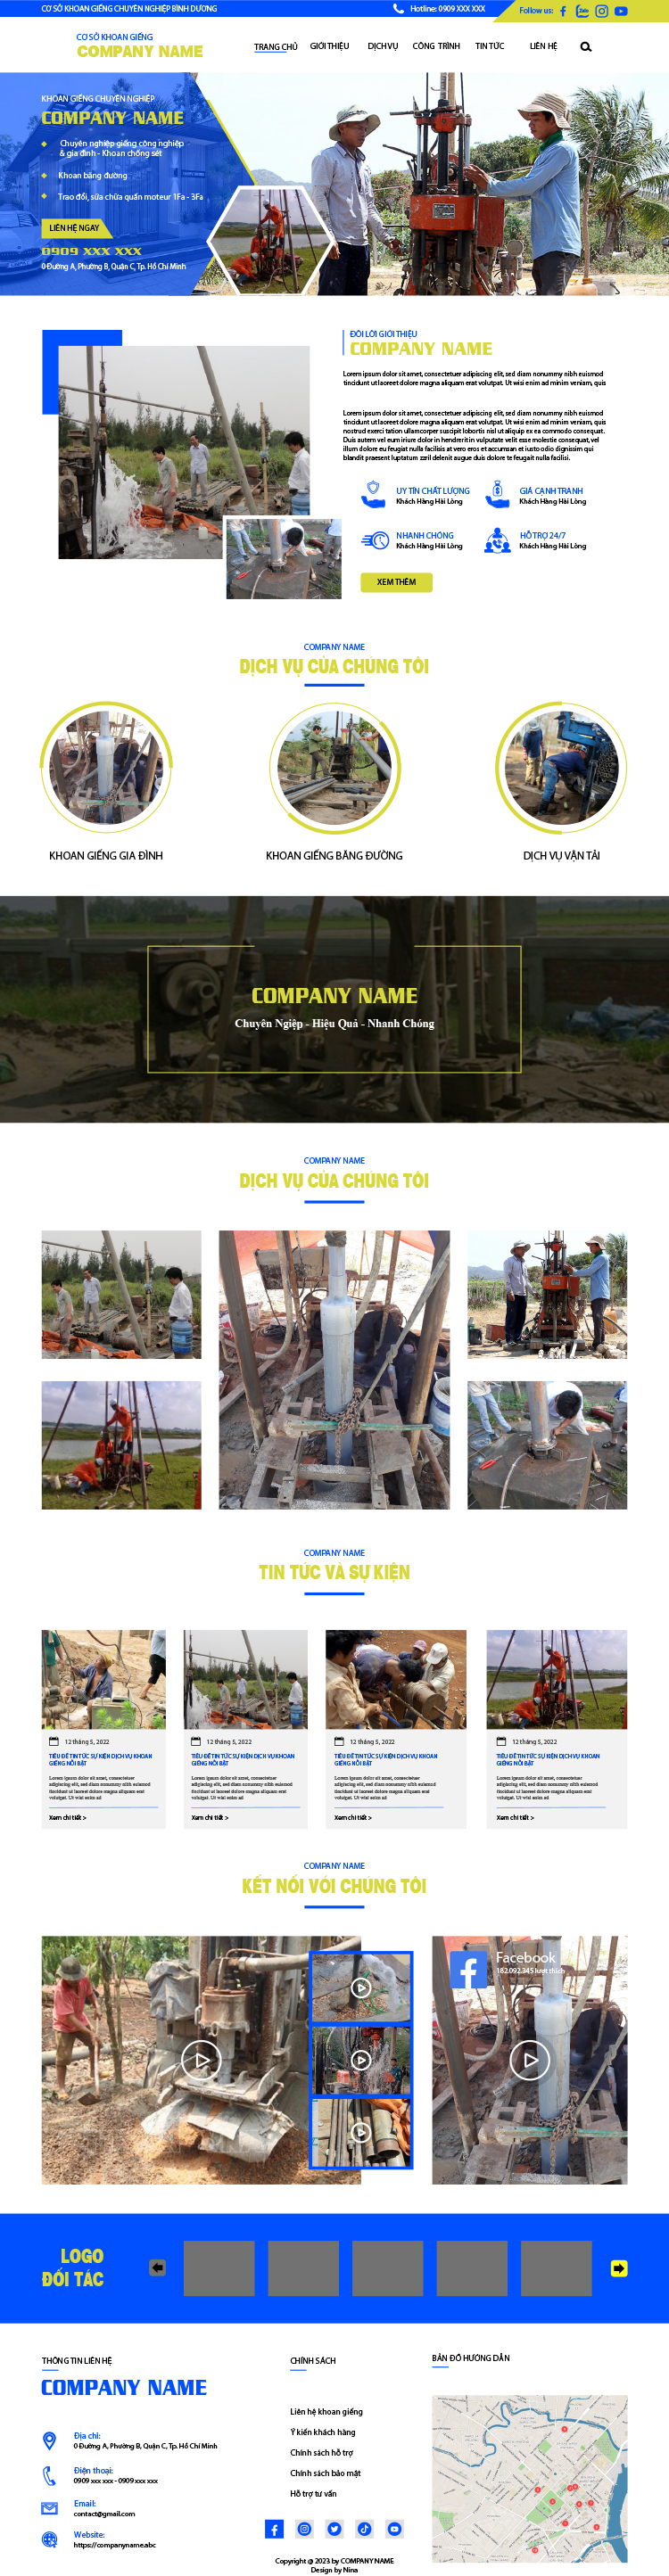 CƠ SỞ KHOAN GIẾNG CHUYÊN NGHIỆP BÌNH DƯƠNG
Hotline: 0909 XXX XXX
Follow us:
Zalo
CƠ SỞ KHOAN GIẾNG
COMPANY NAME
TRANG CHỦ
GIỚI THIỆU
DỊCH VỤ
CÔNG TRÌNH
TIN TỨC
LIÊN HỆ
KHOAN GIẾNG CHUYÊN NGHIỆP
COMPANY NAME
Chuyên nghiệp giếng công nghiệp
& gia đình - Khoan chống sét
Khoan băng đường
Trao đổi, sửa chữa quấn moteur 1Fa - 3Fa
LIÊN HỆ NGAY
0909 XXX XXX
0 Đường A, Phường B, Quận C, Tp. Hồ Chí Minh
ĐÔI LỜI GIỚI THIỆU
COMPANY NAME
Lorem ipsum dolor sit amet, consectetuer adipiscing elit, sed diam nonummy nibh euismod
tincidunt ut laoreet dolore magna aliquam erat volutpat. Ut wisi enim ad minim veniam, quis
Lorem ipsum dolor sit amet, consectetuer adipiscing elit, sed diam nonummy nibh euismod
tincidunt ut laoreet dolore magna aliquam erat volutpat. Ut wisi enim ad minim veniam, quis
nostrud exerci tation ullamcorper suscipit lobortis nisl ut aliquip ex ea commodo consequat.
Duis autem vel eum iriure dolor in hendrerit in vulputate velit esse molestie consequat, vel
illum dolore eu feugiat nulla facilisis at vero eros et accumsan et iusto odio dignissim qui
blandit praesent luptatum zzril delenit augue duis dolore te feugait nulla facilisi.
UY TÍN CHẤT LƯỢNG
Khách Hàng Hài Lòng
GIÁ CẠNH TRANH
Khách Hàng Hài Lòng
NHANH CHÓNG
Khách Hàng Hài Lòng
HỖ TRỢ 24/7
Khách Hàng Hài Lòng
XEM THÊM
COMPANY NAME
DỊCH VỤ CỦA CHÚNG TÔI
KHOAN GIẾNG GIA ĐÌNH
KHOAN GIẾNG BĂNG ĐƯỜNG
DỊCH VỤ VẬN TẢI
COMPANY NAME
Chuyên Ngiệp - Hiệu Quả - Nhanh Chóng
COMPANY NAME
DỊCH VỤ CỦA CHÚNG TÔI
COMPANY NAME
TIN TỨC VÀ SỰ KIỆN
12 tháng 5, 2022
TIÊU ĐỀ TIN TỨC SỰ KIỆN DỊCH VỤ KHOAN
GIẾNG NỔI BẬT
Lorem ipsum dolor sit amet, consectetuer
adipiscing elit, sed diam nonummy nibh euismod
tincidunt ut laoreet dolore magna aliquam erat
volutpat. Ut wisi enim ad
Xem chi tiết >
12 tháng 5, 2022
TIÊU ĐỀ TIN TỨC SỰ KIỆN DỊCH VỤ KHOAN
GIẾNG NỔI BẬT
Lorem ipsum dolor sit amet, consectetuer
adipiscing elit, sed diam nonummy nibh euismod
tincidunt ut laoreet dolore magna aliquam erat
volutpat. Ut wisi enim ad
Xem chi tiết >
12 tháng 5, 2022
TIÊU ĐỀ TIN TỨC SỰ KIỆN DỊCH VỤ KHOAN
GIẾNG NỔI BẬT
Lorem ipsum dolor sit amet, consectetuer
adipiscing elit, sed diam nonummy nibh euismod
tincidunt ut laoreet dolore magna aliquam erat
volutpat. Ut wisi enim ad
Xem chi tiết >
12 tháng 5, 2022
TIÊU ĐỀ TIN TỨC SỰ KIỆN DỊCH VỤ KHOAN
GIẾNG NỔI BẬT
Lorem ipsum dolor sit amet, consectetuer
adipiscing elit, sed diam nonummy nibh euismod
tincidunt ut laoreet dolore magna aliquam erat
volutpat. Ut wisi enim ad
Xem chi tiết >
COMPANY NAME
KẾT NỐI VỚI CHÚNG TÔI
Facebook
182.092.345 lượt thích
LOGO
ĐỐI TÁC
THÔNG TIN LIÊN HỆ
COMPANY NAME
Địa chỉ:
0 Đường A, Phường B, Quận C, Tp. Hồ Chí Minh
Điện thoại:
0909 xxx xxx - 0909 xxx xxx
Email:
contact@gmail.com
Website:
https://companyname.abc
CHÍNH SÁCH
Liên hệ khoan giếng
Ý kiến khách hàng
Chính sách hỗ trợ
Chính sách bảo mật
Hỗ trợ tư vấn
Copyright @ 2023 by COMPANY NAME
Design by Nina
BẢN ĐỒ HƯỚNG DẪN